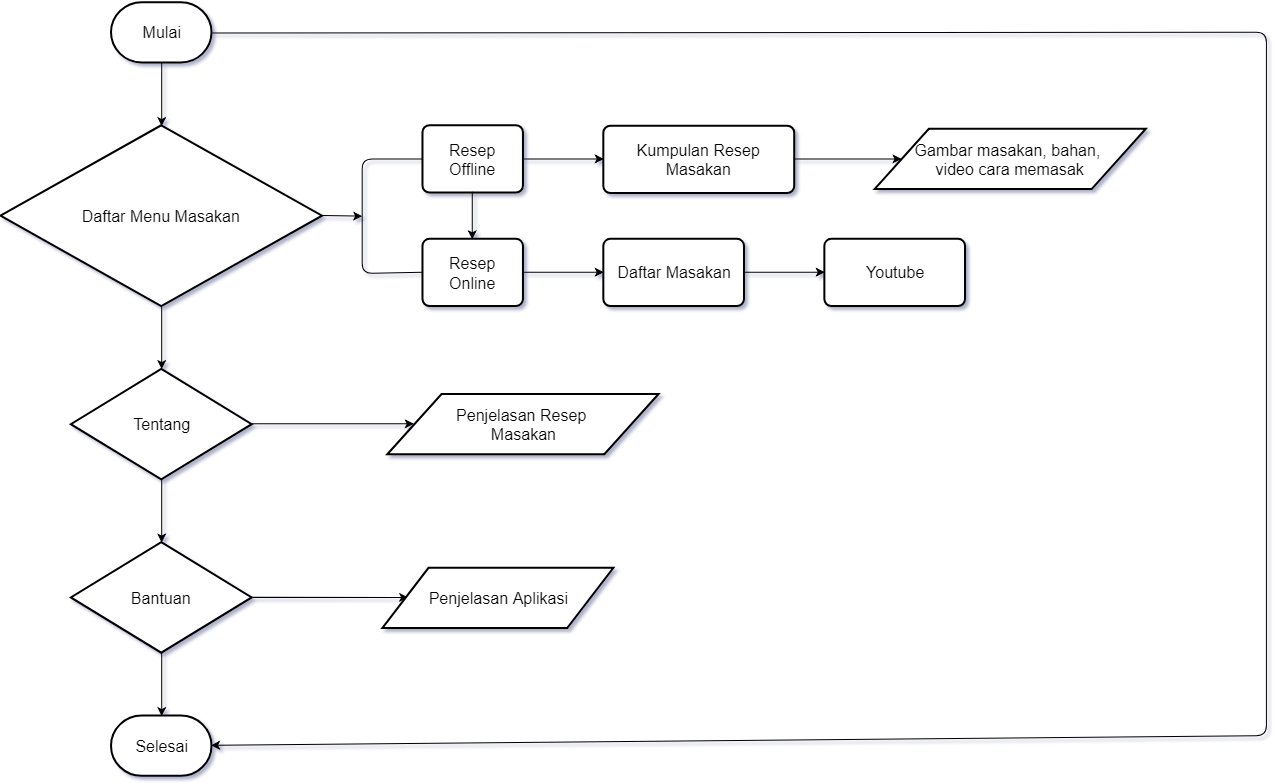 Mulai
Daftar Menu Masakan
Resep
Offline
Kumpulan Resep
Masakan
Gambar masakan, bahan,
video cara memasak
Resep
Online
Daftar Masakan
Youtube
Tentang
Penjelasan Resep
Masakan
Bantuan
Penjelasan Aplikasi
Selesai